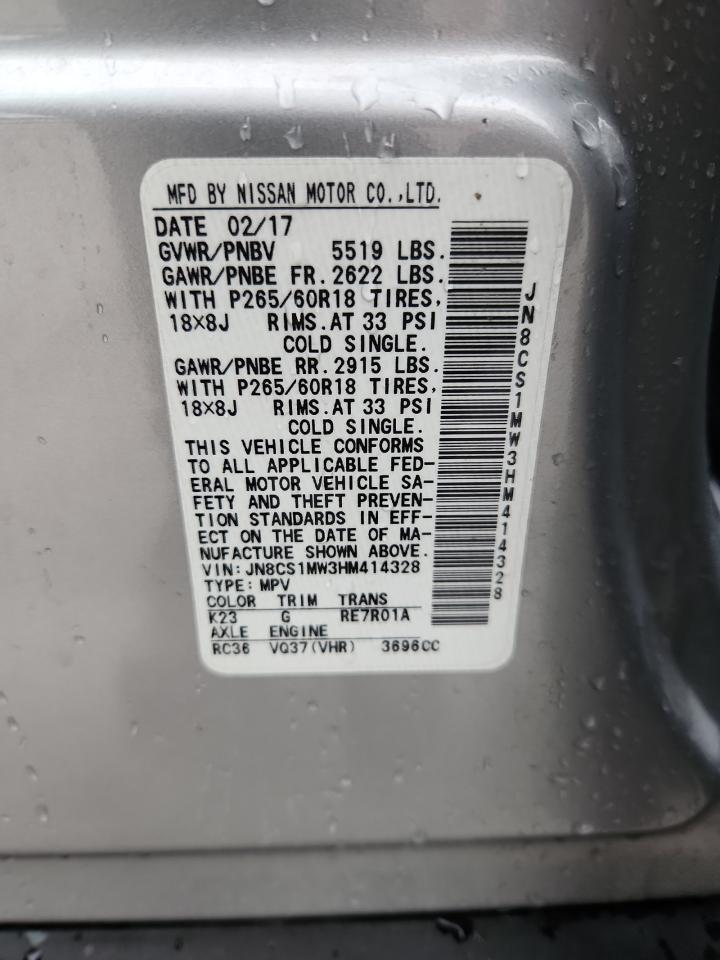 MFD BY NISSAN MOTOR CO.,LTD.
DATE 02/17
GVWR/PNBV 5519 LBS.
GAWR/PNBE FR.2622 LBS.
WITH P265/60R18 TIRES,
18X8J RIMS.AT 33 PSI
COLD SINGLE.
GAWR/PNBE RR.2915 LBS.
WITH P265/60R18 TIRES,
18X8J RIMS.AT 33 PSI
COLD SINGLE.
THIS VEHICLE CONFORMS
TO ALL APPLICABLE FED-
ERAL MOTOR VEHICLE SA-
FETY AND THEFT PREVEN-
TION STANDARDS IN EFF-
ECT ON THE DATE OF MA-
NUFACTURE SHOWN ABOVE.
VIN:JN8CS1MW3HM414328
TYPE:MPV
COLOR TRIM TRANS
K23 G RE7R01A
AXLE ENGINE
RC36 VQ37(VHR) 3696CC
JN8CS1MW3HM414328